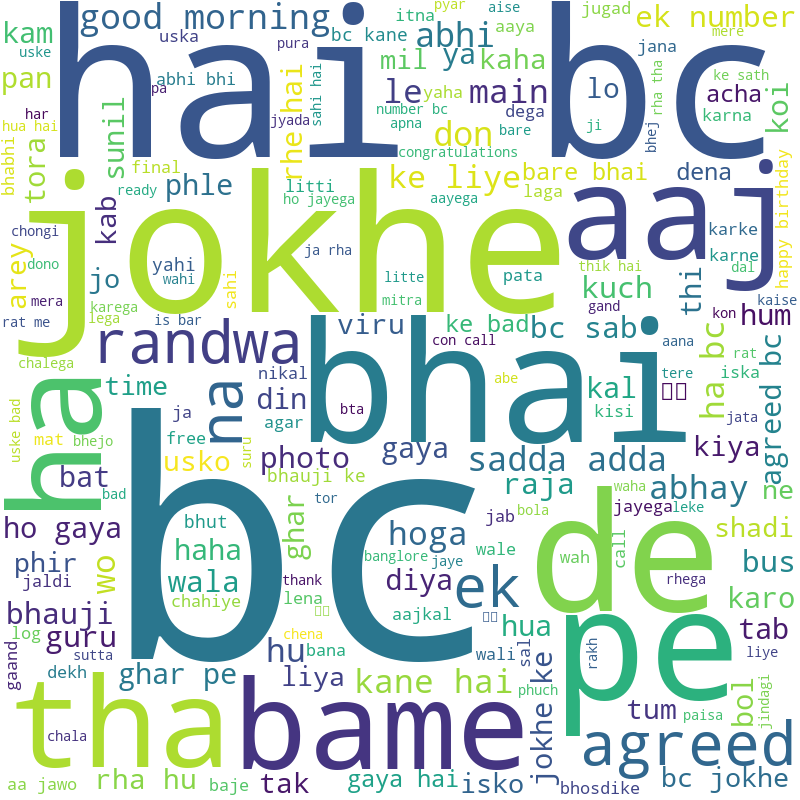 good morning
hai bc
pyar
aise
jugad
ek number
kam
itna
aaya
mere
uske
uska
pura
bc kane
abhi
ya
jana
pan
abhi bhi
pa
mil
kaha
lo
ke sath
acha
koi
har
jyada
sahi hai
le
yaha
main
dega
rha tha
karna
hua hai
sunil
rhe hai
number bc
apna
don
bare
ji
bhej
bhabhi
tora
final
congratulations
phle
litti
ke liye
bare bhai
dena
ready
ho jayega
aayega
laga
happy birthday
jokhe
aaj
kab
chongi
arey
yahi
ja rha
pata
karke
dono
wahi
sahi
litte
thik hai
karne
dal
jo
mera
karega
mitra
kuch
thi
kaise
rat me
lega
is bar
gand
kon
hum
chalega
randwa
viru
ke bad
bc sab
con call
aana
rat
bhai
ha
time
na
nikal
din
abe
tere
iska
kal
ha bc
ja
agar
bta
kisi
jata
agreed bc
uske bad
mat
bhejo
free
suru
gaya
kiya
bat
bad
usko
photo
sadda adda
bhauji ke
tor
raja
abhay
ne
ho gaya
bhut
ghar
hoga
jab
bola
waha
jayega
leke
shadi
bc
de
phir
wo
haha
banglore
jaye
wale
wah
call
bus
jaldi
wala
thank
diya
ek
rhega
karo
bhauji
chahiye
lena
aajkal
log
guru
chena
hua
pe
tab
gaand
sutta
hu
bana
wali
sal
rakh
liye
dekh
ghar pe
liya
kane hai
phuch
bol
jindagi
tha
bame
jokhe ke
tum
paisa
chala
agreed
aa jawo
rha hu
baje
tak
gaya hai
isko
bhosdike
bc jokhe